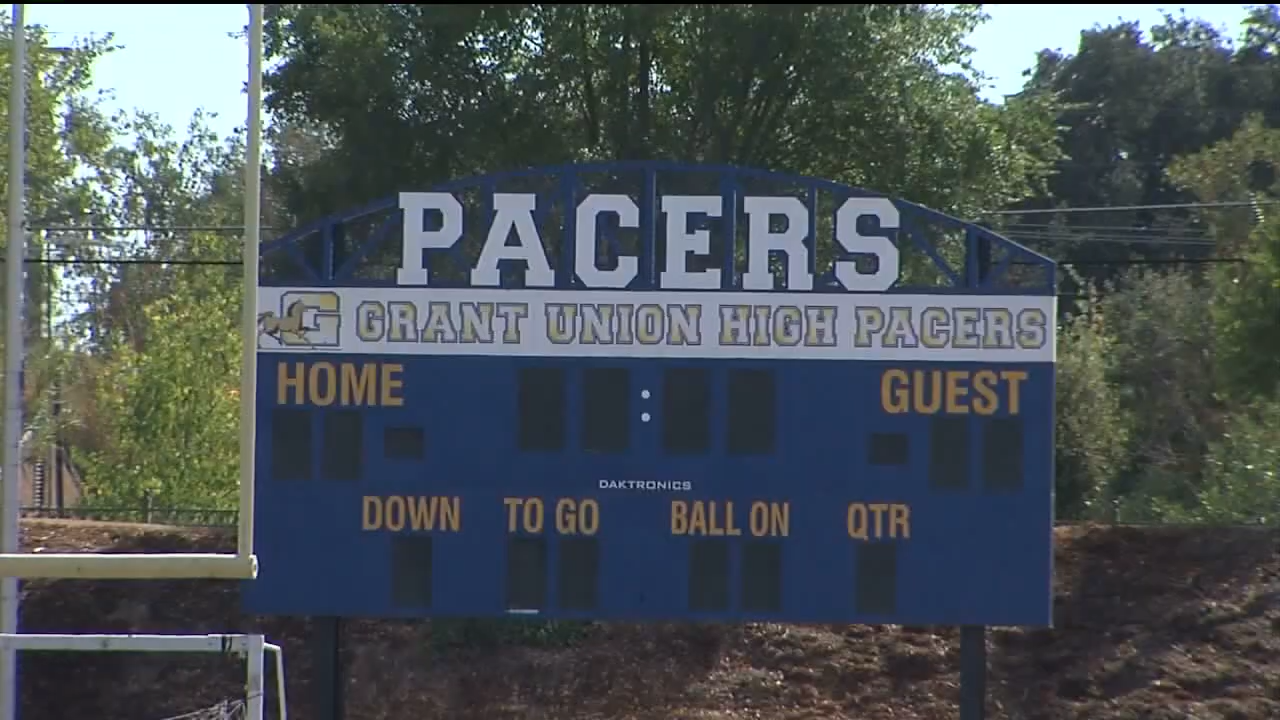 PACERS
G GRANT UNION HIGH PACERS
HOME : GUEST
DAKTRONICS
DOWN TO GO BALL ON QTR